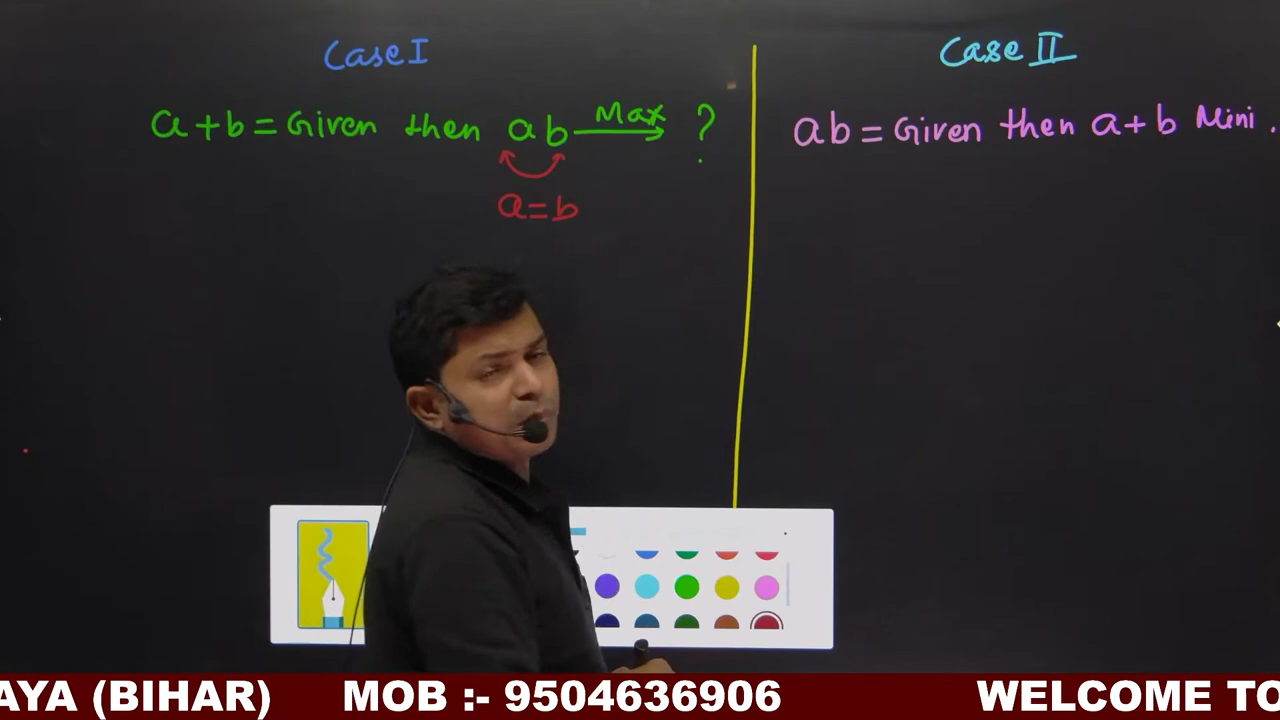 Case I
a + b = Given then ab Max → ?
a = b
Case II
ab = Given then a + b Mini.
AYA (BIHAR) MOB :- 9504636906 WELCOME TO